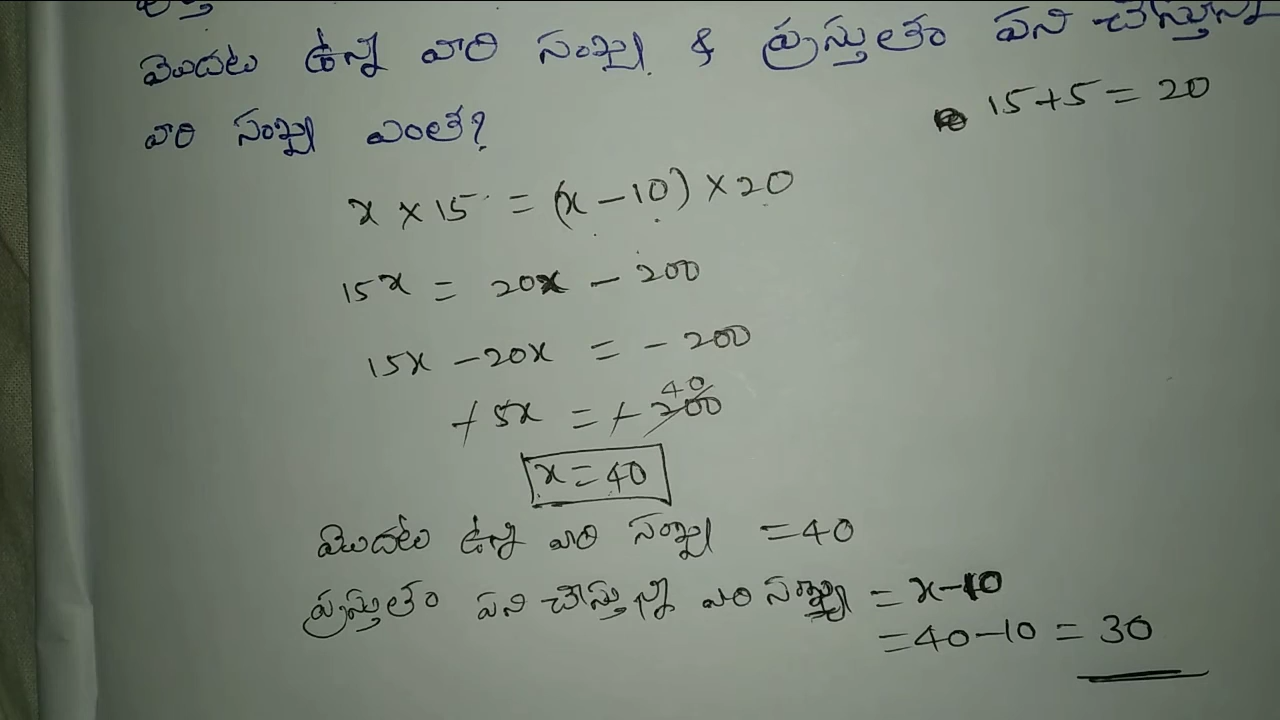 మొదట ఉన్న వారి సంఖ్య & ప్రస్తుతం పని చేస్తున్న
వారి సంఖ్య ఎంత?
15+5=20
x × 15 = (x - 10) × 20
15x = 20x - 200
15x - 20x = - 200
+ 5x = + 200
40
x = 40
మొదట ఉన్న వారి సంఖ్య = 40
ప్రస్తుతం పని చేస్తున్న వారి సంఖ్య = x-10
= 40-10 = 30